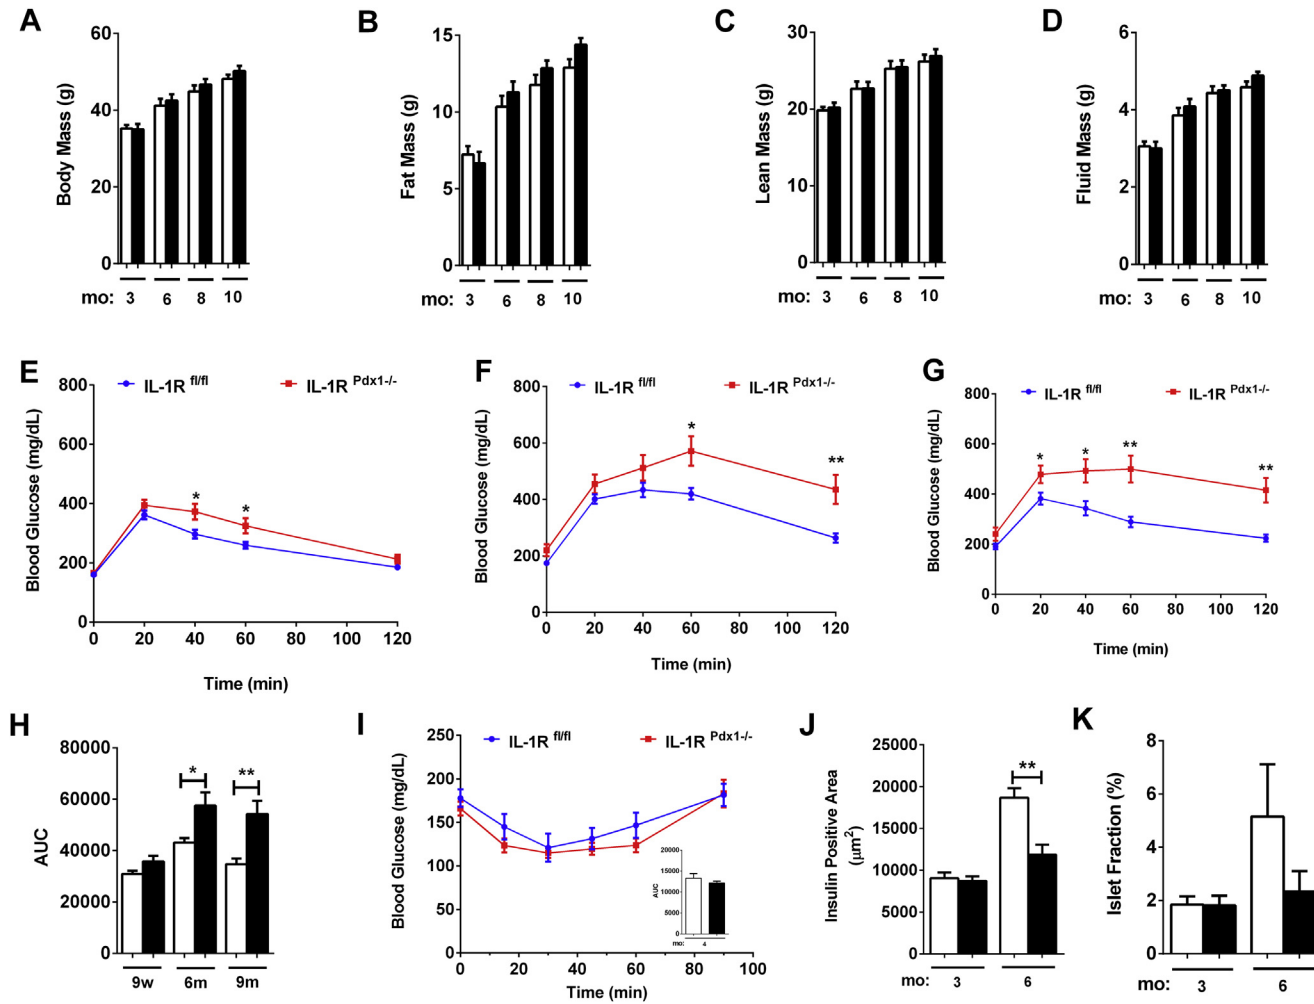 A
B
C
D
60
40
20
0
Body Mass (g)
mo: 3 6 8 10
15
10
5
0
Fat Mass (g)
mo: 3 6 8 10
30
20
10
0
Lean Mass (g)
mo: 3 6 8 10
6
4
2
0
Fluid Mass (g)
mo: 3 6 8 10
E
IL-1R fl/fl
IL-1R Pdx1-/-
800
600
400
200
0
Blood Glucose (mg/dL)
*
*
0 20 40 60 80 100 120
Time (min)
F
IL-1R fl/fl
IL-1R Pdx1-/-
800
600
400
200
0
Blood Glucose (mg/dL)
*
**
0 20 40 60 80 100 120
Time (min)
G
IL-1R fl/fl
IL-1R Pdx1-/-
800
600
400
200
0
Blood Glucose (mg/dL)
*
*
**
**
0 20 40 60 80 100 120
Time (min)
H
80000
60000
40000
20000
0
AUC
*
**
9w 6m 9m
I
IL-1R fl/fl
IL-1R Pdx1-/-
250
200
150
100
50
0
Blood Glucose (mg/dL)
0 20 40 60 80 100
Time (min)
20000
15000
10000
5000
0
AUC
mo: 4
J
25000
20000
15000
10000
5000
0
Insulin Positive Area
(μm2)
**
mo: 3 6
K
8
6
4
2
0
Islet Fraction (%)
mo: 3 6